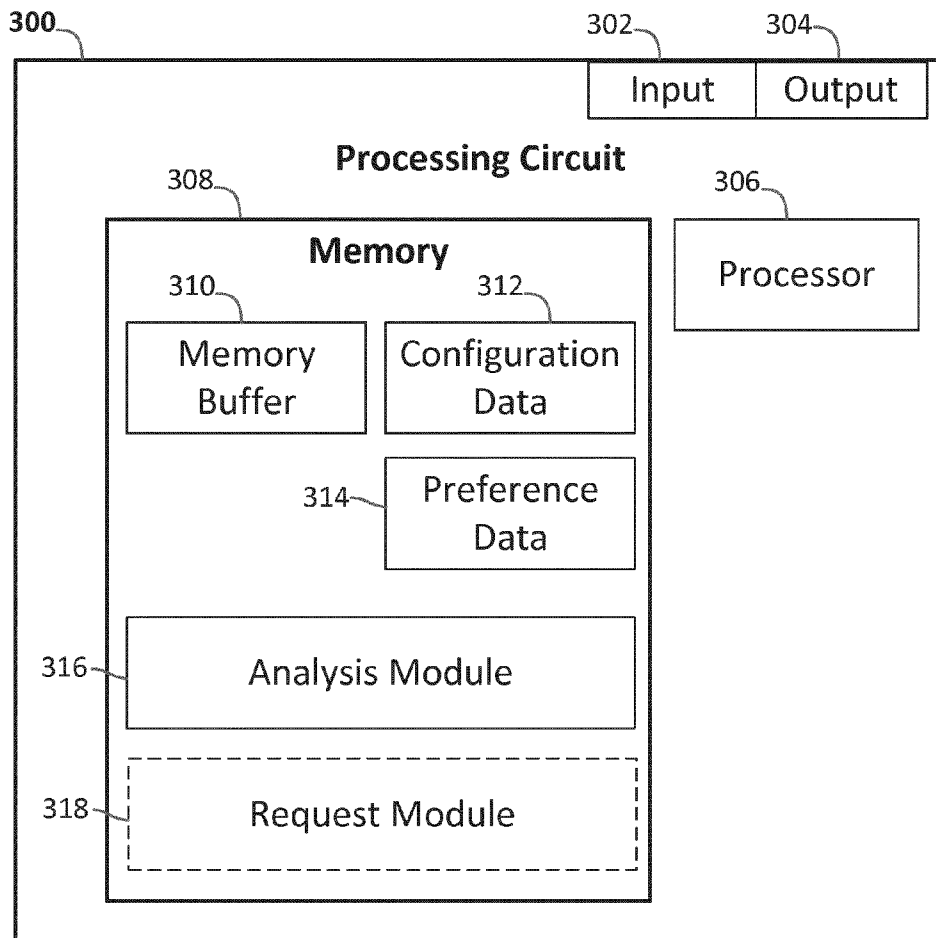 300
302
304
Input
Output
Processing Circuit
308
306
Memory
Processor
310
312
Memory
Buffer
Configuration
Data
314
Preference
Data
316
Analysis Module
318
Request Module